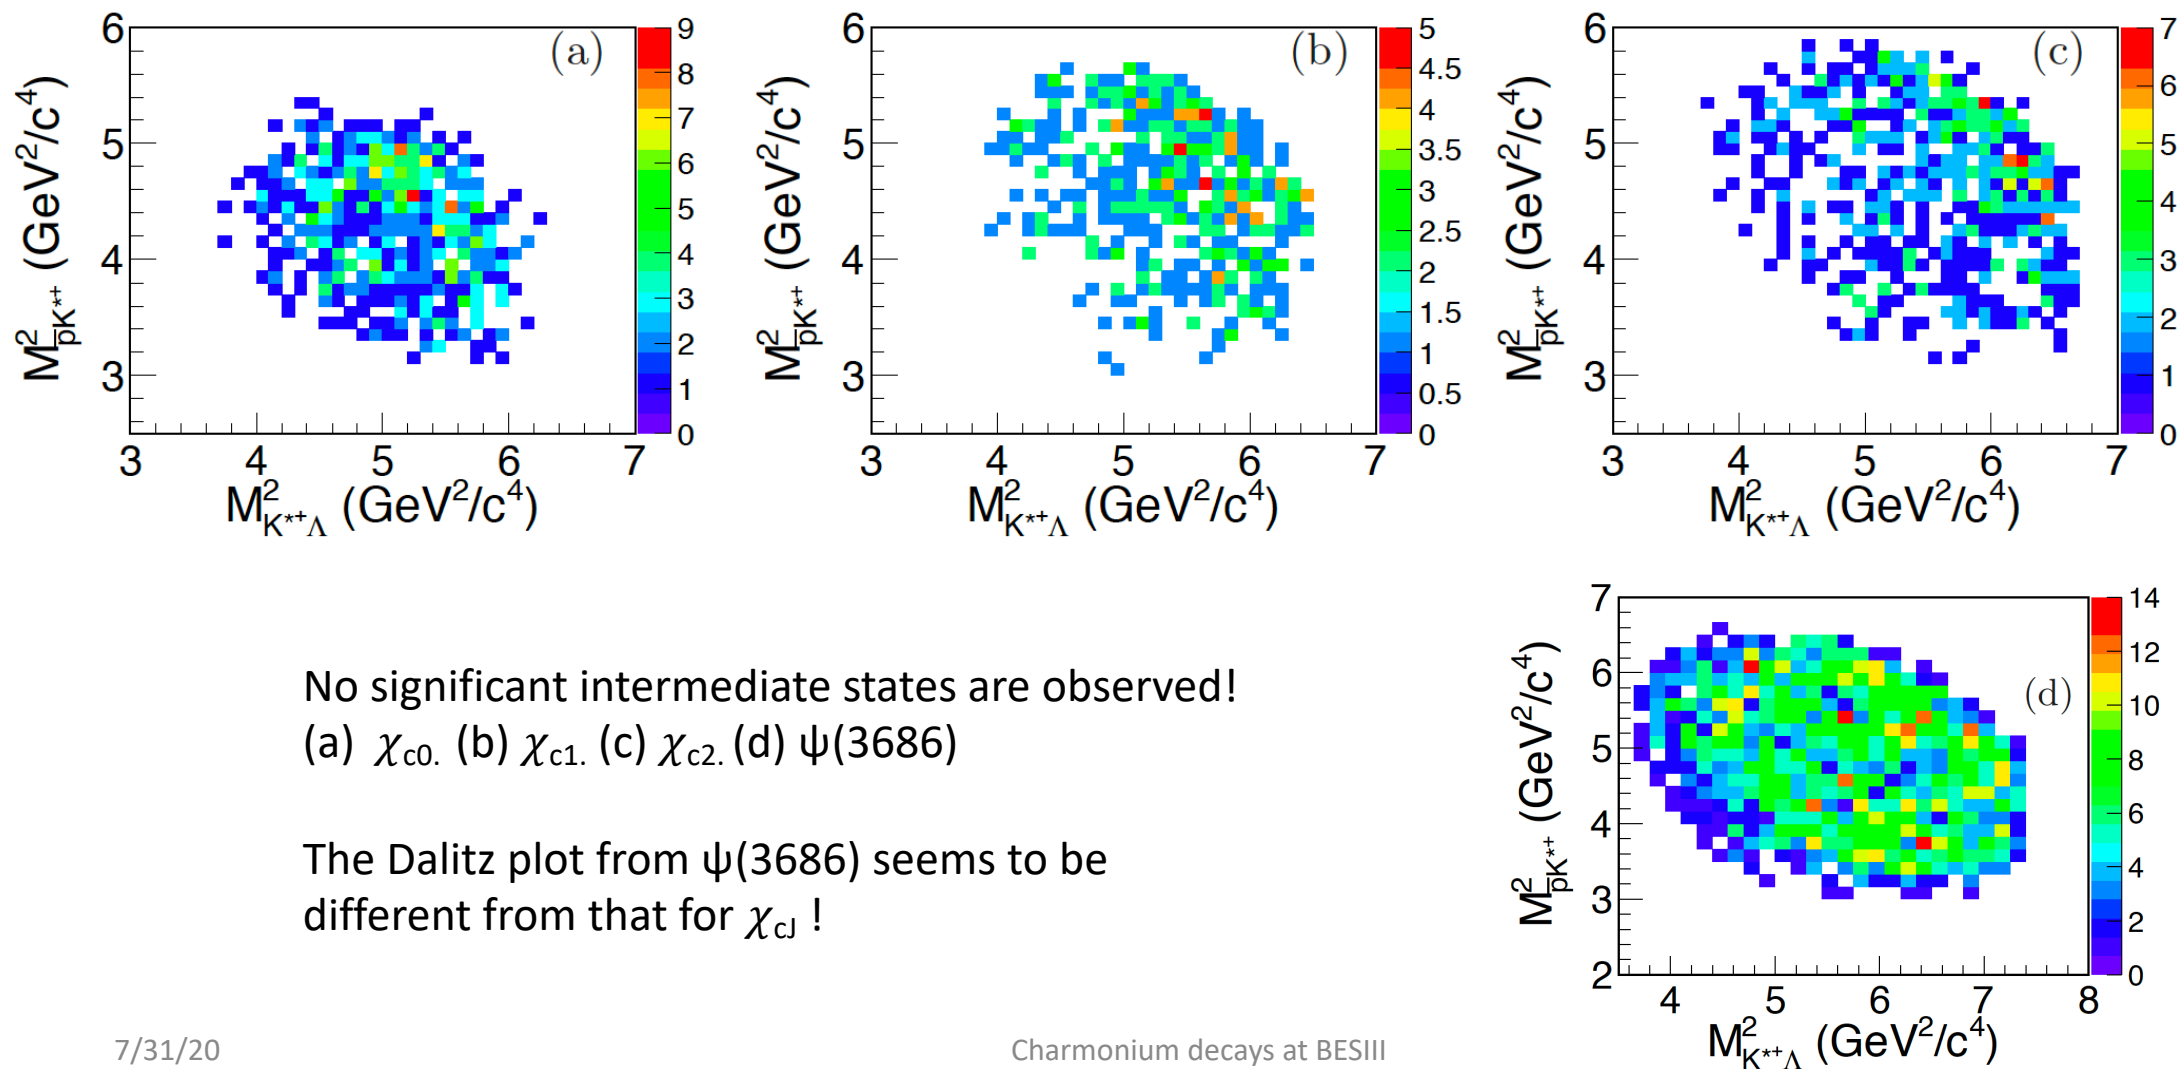 6
5
4
3
M²p̄K*+ (GeV²/c⁴)
(a)
9
8
7
6
5
4
3
2
1
0
3 4 5 6 7
M²K*+Λ (GeV²/c⁴)
6
5
4
3
M²p̄K*+ (GeV²/c⁴)
(b)
5
4.5
4
3.5
3
2.5
2
1.5
1
0.5
0
3 4 5 6 7
M²K*+Λ (GeV²/c⁴)
6
5
4
3
M²p̄K*+ (GeV²/c⁴)
(c)
7
6
5
4
3
2
1
0
3 4 5 6 7
M²K*+Λ (GeV²/c⁴)
No significant intermediate states are observed!
(a) χc0. (b) χc1. (c) χc2. (d) ψ(3686)
The Dalitz plot from ψ(3686) seems to be
different from that for χcJ !
7
6
5
4
3
2
M²p̄K*+ (GeV²/c⁴)
(d)
14
12
10
8
6
4
2
0
4 5 6 7 8
M²K*+Λ (GeV²/c⁴)
7/31/20
Charmonium decays at BESIII